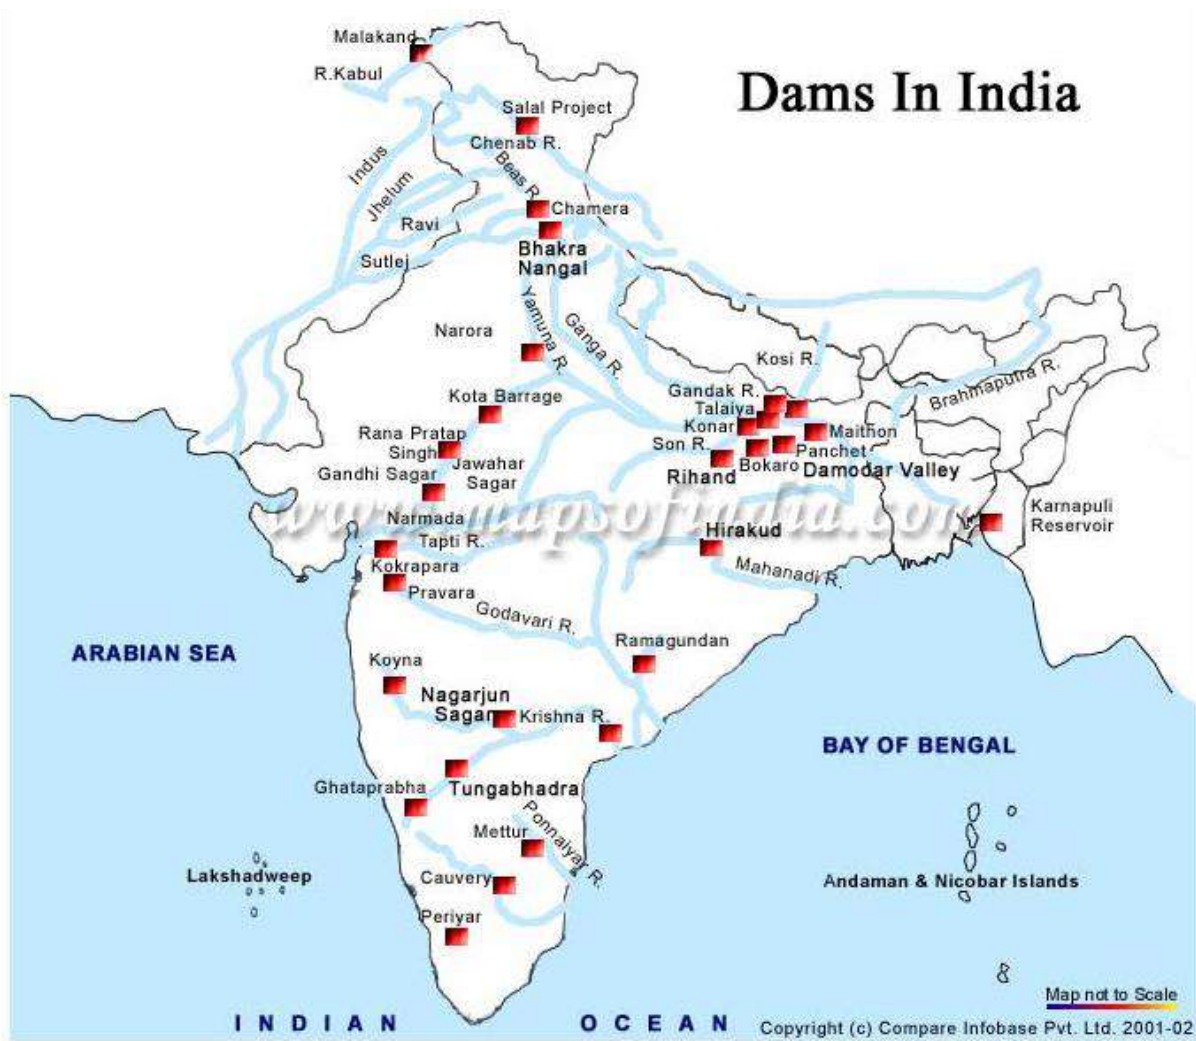 Malakand
R.Kabul
Dams In India
Salal Project
Chenab R.
Indus
Jhelum
Beas R.
Ravi
Chamera
Sutlej
Bhakra
Nangal
Yamuna R.
Ganga R.
Narora
Kosi R.
Gandak R.
Brahmaputra R.
Kota Barrage
Talaiya
Konar
Maithon
Rana Pratap
Singh
Son R.
Panchet
Jawahar
Sagar
Gandhi Sagar
Rihand
Bokaro
Damodar Valley
www.mapsofindia.com
Narmada
Karnapuli
Reservoir
Hirakud
Tapti R.
Kokrapara
Mahanadi R.
Pravara
Godavari R.
ARABIAN SEA
Ramagundan
Koyna
Nagarjun
Sagar
Krishna R.
BAY OF BENGAL
Ghataprabha
Tungabhadra
Ponnaiyar R.
Mettur
Lakshadweep
Cauvery
Andaman & Nicobar Islands
Periyar
Map not to Scale
INDIAN OCEAN
Copyright (c) Compare Infobase Pvt. Ltd. 2001-02